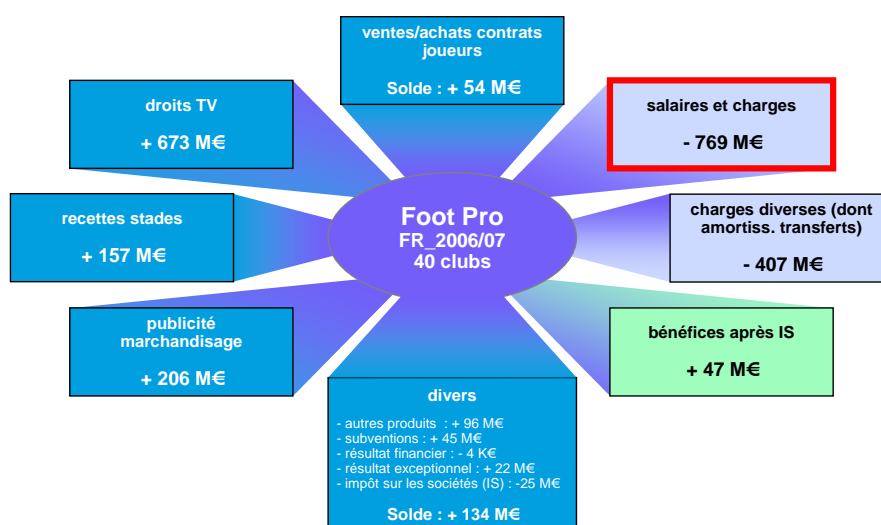 ventes/achats contrats
joueurs
Solde : + 54 M€
droits TV
+ 673 M€
salaires et charges
- 769 M€
recettes stades
+ 157 M€
Foot Pro
FR_2006/07
40 clubs
charges diverses (dont
amortiss. transferts)
- 407 M€
publicité
marchandisage
+ 206 M€
bénéfices après IS
+ 47 M€
divers
- autres produits : + 96 M€
- subventions : + 45 M€
- résultat financier : - 4 K€
- résultat exceptionnel : + 22 M€
- impôt sur les sociétés (IS) : -25 M€
Solde : + 134 M€